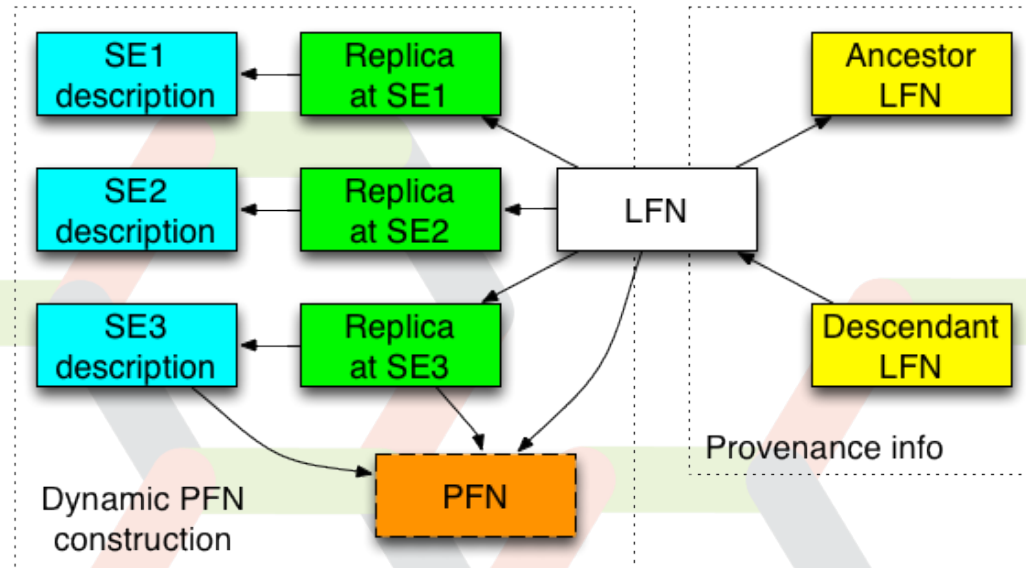 SE1
description
Replica
at SE1
Ancestor
LFN
SE2
description
Replica
at SE2
LFN
SE3
description
Replica
at SE3
Descendant
LFN
Provenance info
Dynamic PFN
construction
PFN